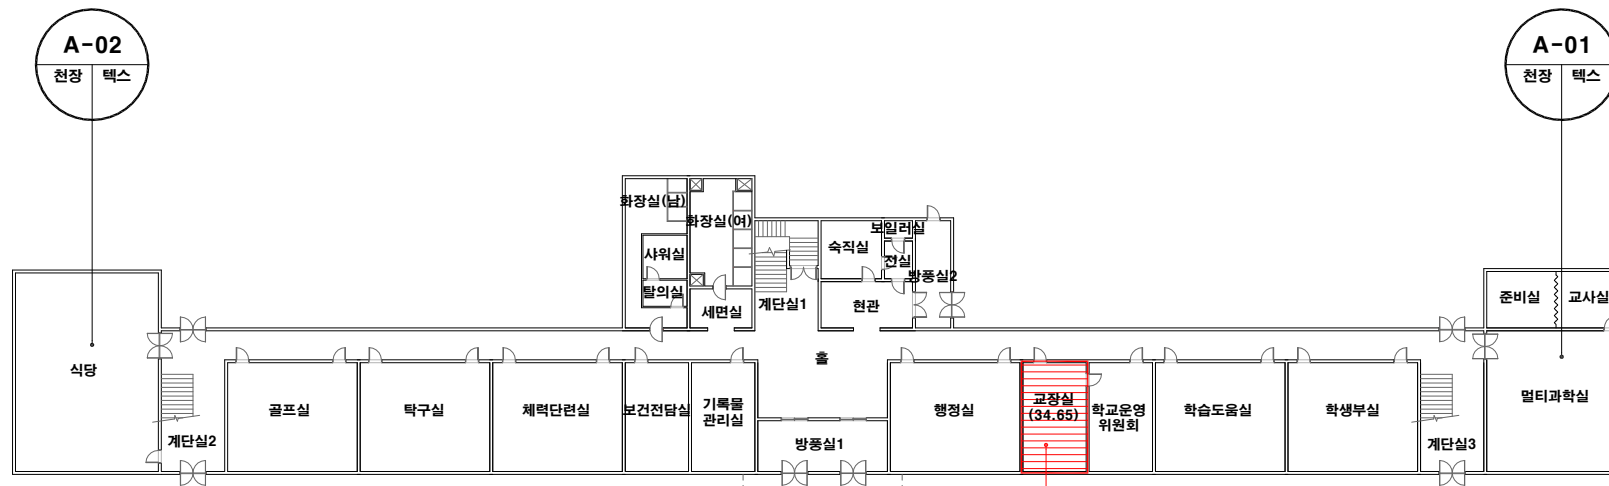 A-02
천장 텍스
A-01
천장 텍스
화장실(남)
화장실(여)
샤워실
탈의실
세면실
계단실1
숙직실
보일러실
전실
방풍실2
현관
준비실
교사실
식당
홀
계단실2
골프실
탁구실
체력단련실
보건전담실
기록물
관리실
방풍실1
행정실
교장실
(34.65)
학교운영
위원회
학습도움실
학생부실
계단실3
멀티과학실